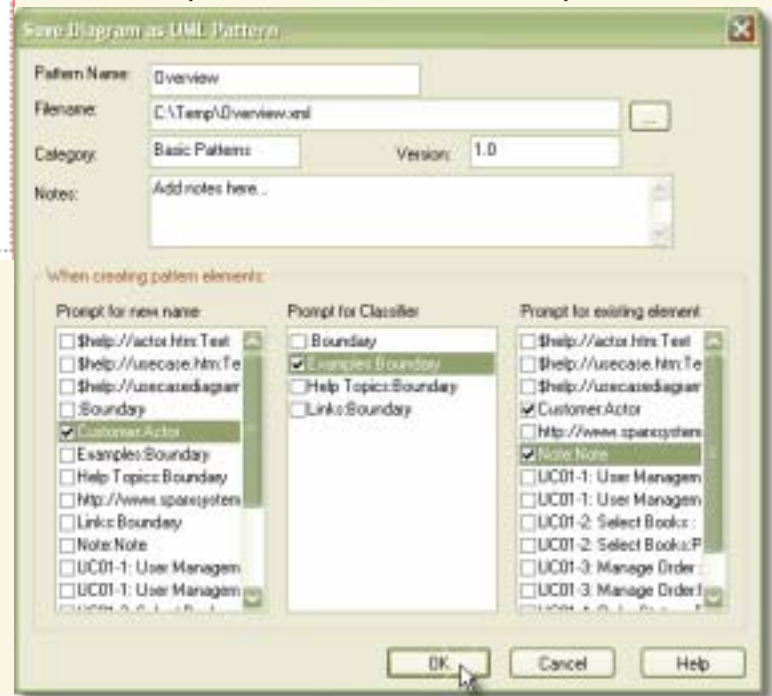 Save Diagram as UML Pattern
Pattern Name: Overview
Filename: C:\Temp\Overview.xml ...
Category: Basic Patterns Version: 1.0
Notes: Add notes here...
When creating pattern elements:
Prompt for new name
$help://actor.htm:Text
$help://usecase.htm:Te
$help://usecasediagram
:Boundary
Customer:Actor
Examples:Boundary
Help Topics:Boundary
http://www.sparxsystem
Links:Boundary
Note:Note
UC01-1: User Managem
UC01-1: User Managem
Prompt for Classifier
:Boundary
Examples:Boundary
Help Topics:Boundary
Links:Boundary
Prompt for existing element
$help://actor.htm:Text
$help://usecase.htm:Te
$help://usecasediagram
Customer:Actor
http://www.sparxsystem
Note:Note
UC01-1: User Managem
UC01-1: User Managem
UC01-2: Select Books :
UC01-2: Select Books:P
UC01-3: Manage Order :
UC01-3: Manage Order:
OK Cancel Help